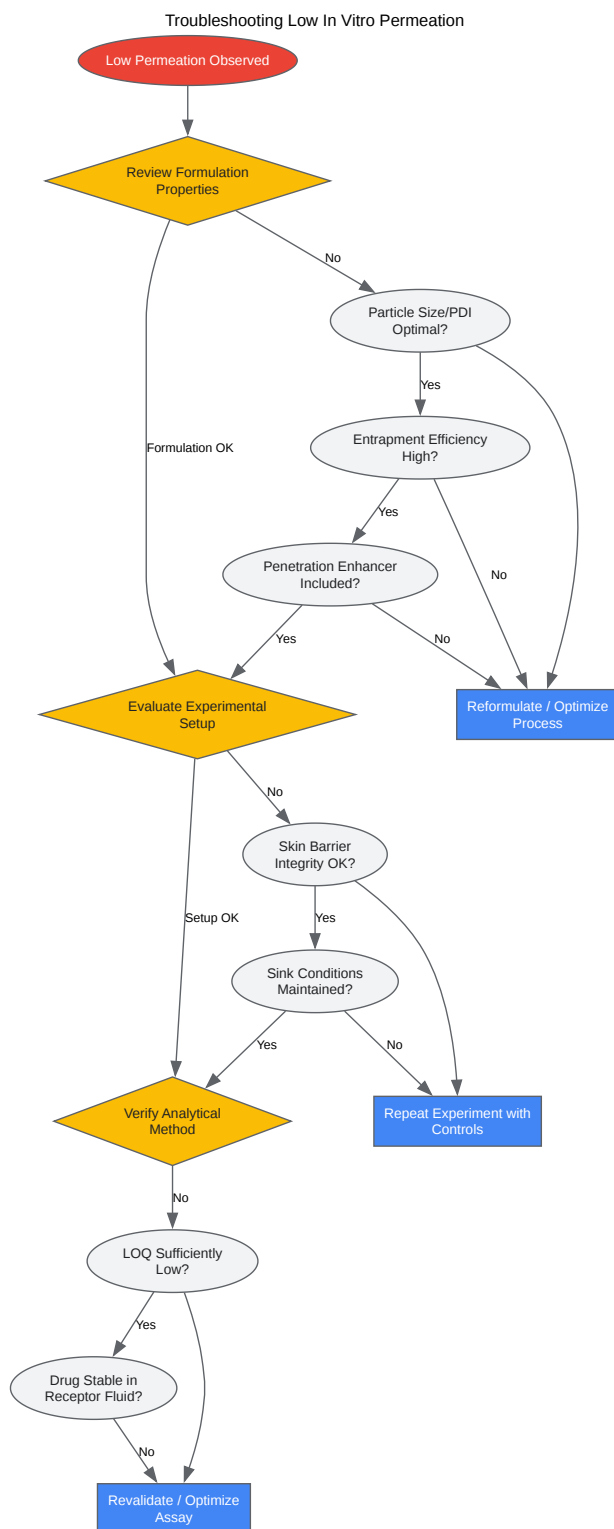 Troubleshooting Low In Vitro Permeation
Low Permeation Observed
Review Formulation
Properties
No
Particle Size/PDI
Optimal?
Yes
Formulation OK
Entrapment Efficiency
High?
Yes
No
Penetration Enhancer
Included?
Yes
No
Evaluate Experimental
Setup
Reformulate / Optimize
Process
No
Skin Barrier
Integrity OK?
Setup OK
Yes
Sink Conditions
Maintained?
Yes
No
Verify Analytical
Method
Repeat Experiment with
Controls
No
LOQ Sufficiently
Low?
Yes
Drug Stable in
Receptor Fluid?
No
Revalidate / Optimize
Assay